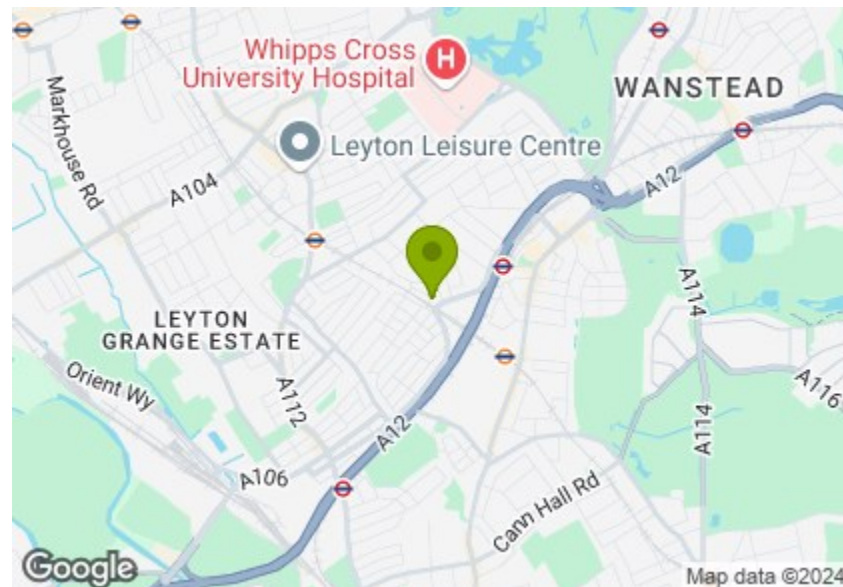 Whipps Cross
University Hospital
H
WANSTEAD
Markhouse Rd
Leyton Leisure Centre
A12
A104
A114
LEYTON
GRANGE ESTATE
Orient Wy
A112
A116
A114
A12
A106
Cann Hall Rd
Google
Map data ©2024